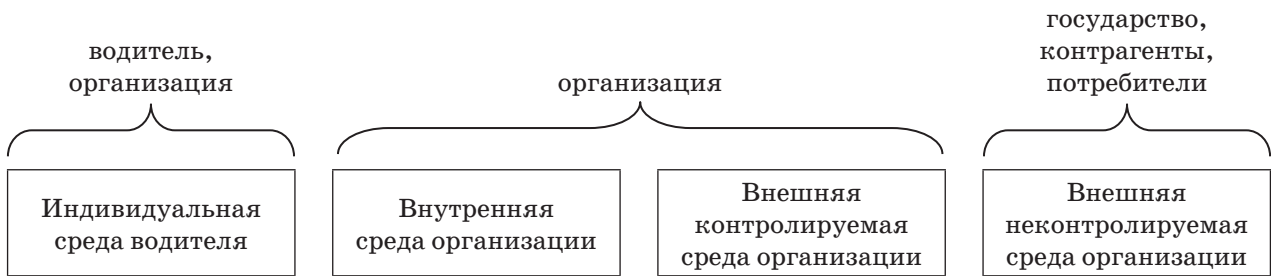 водитель,
организация
организация
государство,
контрагенты,
потребители
Индивидуальная
среда водителя
Внутренняя
среда организации
Внешняя
контролируемая
среда организации
Внешняя
неконтролируемая
среда организации